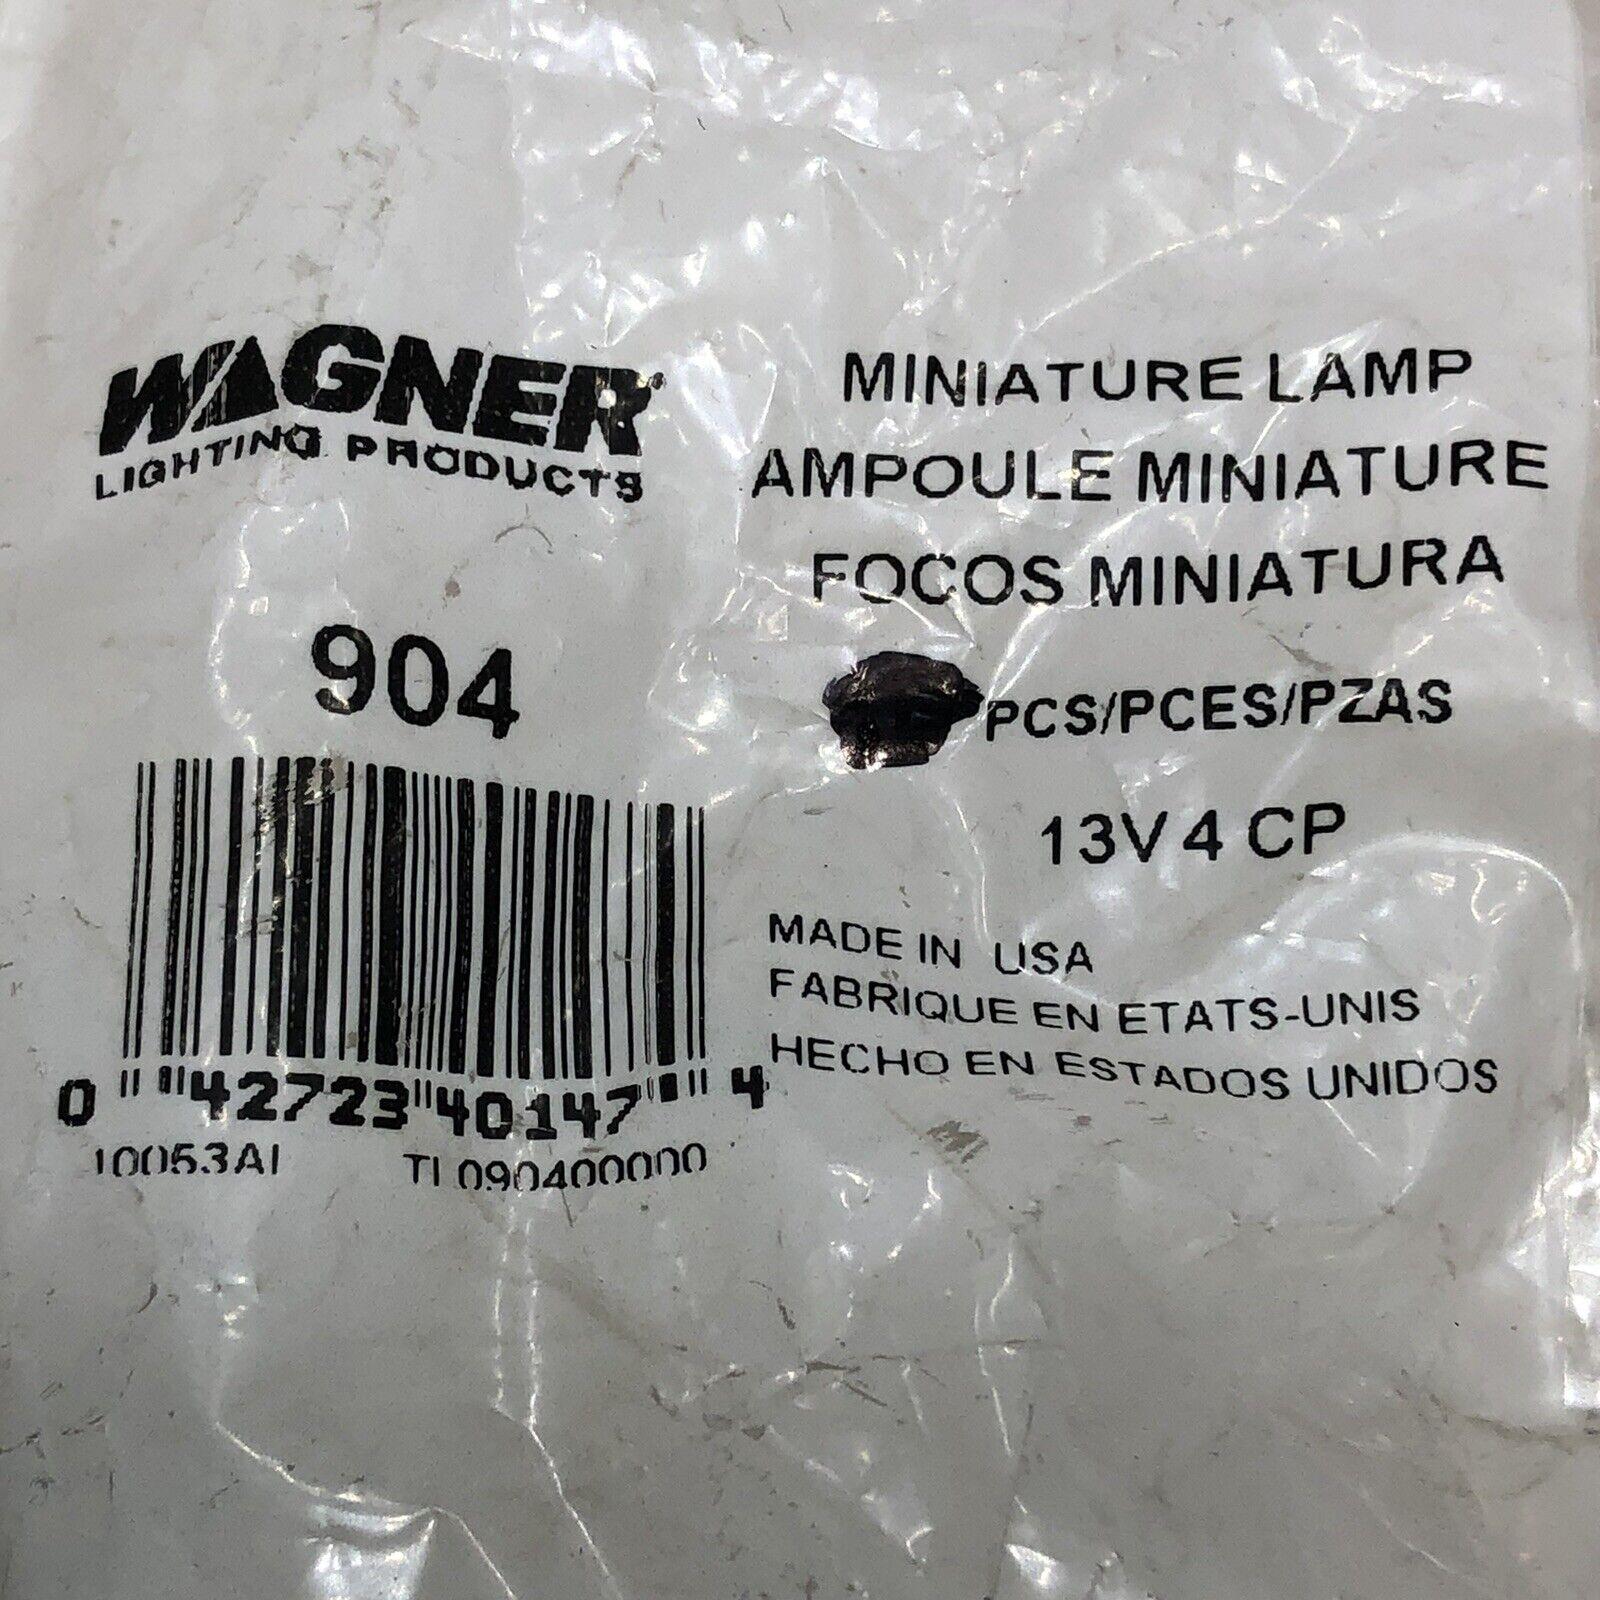 WAGNER
LIGHTING PRODUCTS
904
0 42723 40147 4
10053AI TI 090400000
MINIATURE LAMP
AMPOULE MINIATURE
FOCOS MINIATURA
PCS/PCES/PZAS
13V 4 CP
MADE IN USA
FABRIQUE EN ETATS-UNIS
HECHO EN ESTADOS UNIDOS